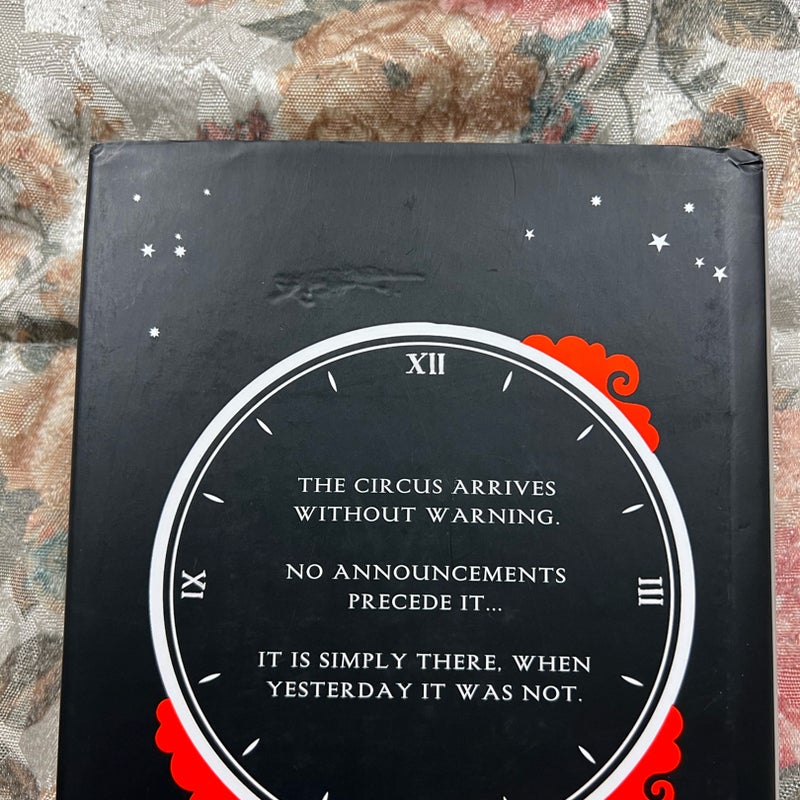 XII
THE CIRCUS ARRIVES
WITHOUT WARNING.
NO ANNOUNCEMENTS
PRECEDE IT...
IX
III
IT IS SIMPLY THERE, WHEN
YESTERDAY IT WAS NOT.